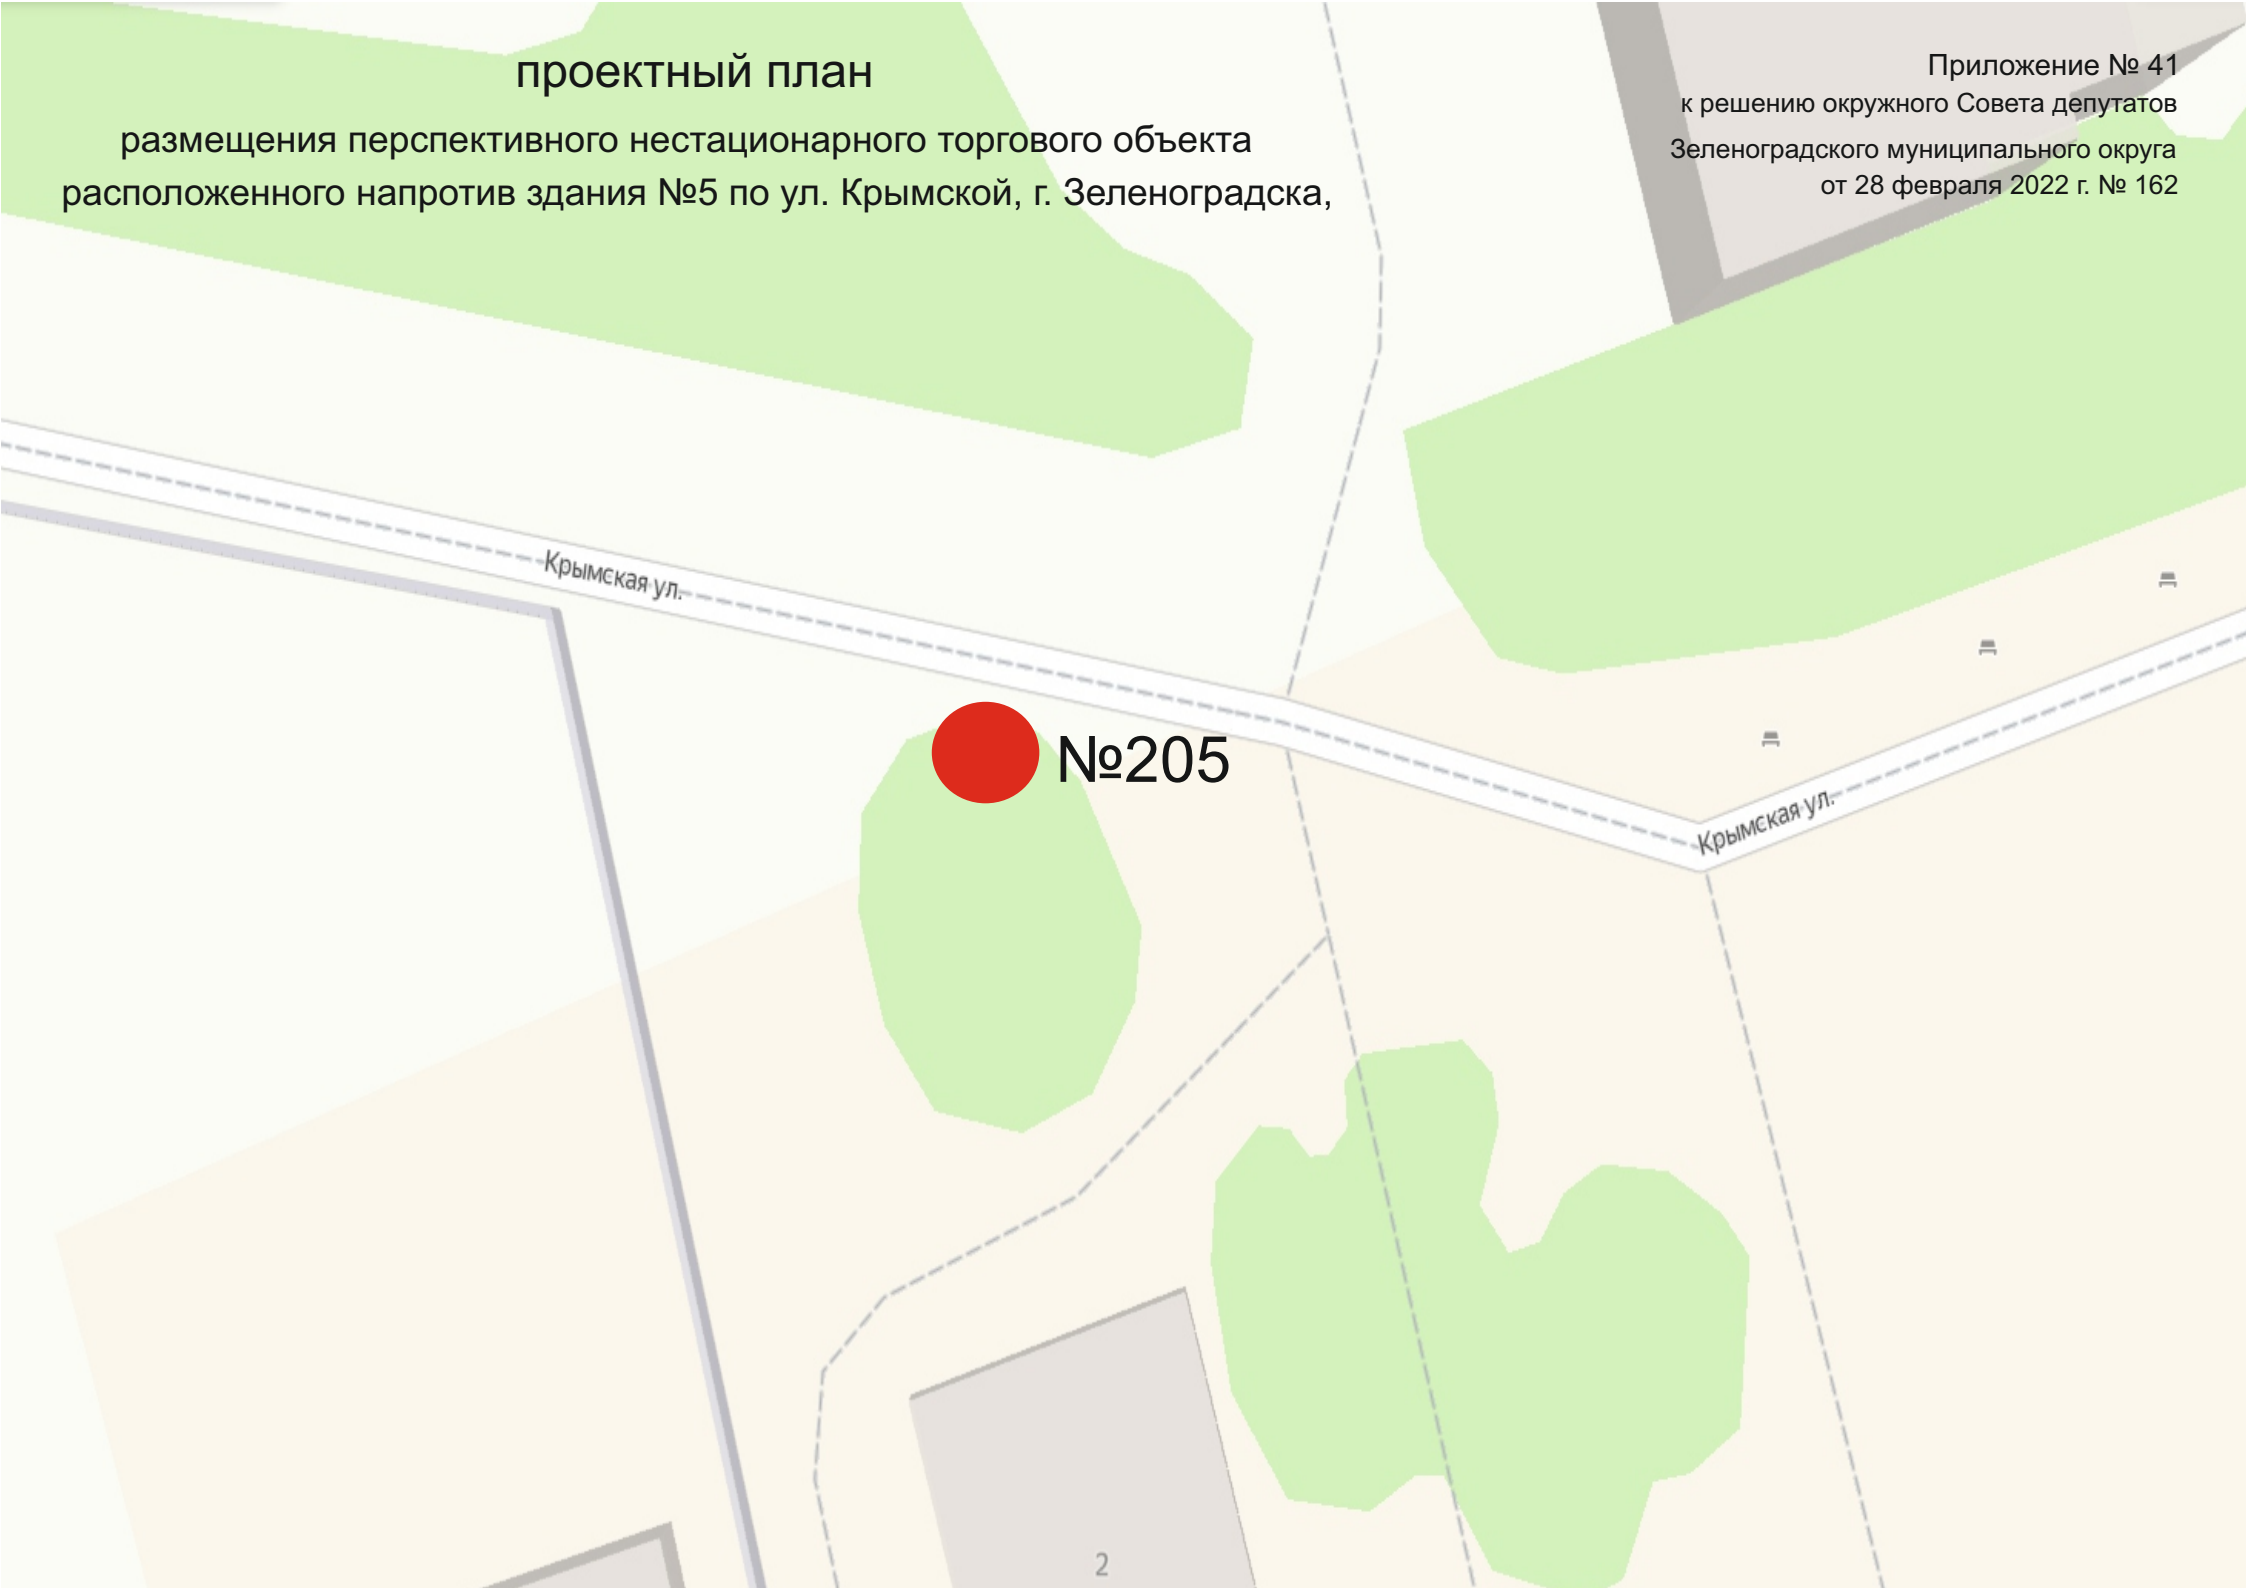 проектный план
размещения перспективного нестационарного торгового объекта
расположенного напротив здания №5 по ул. Крымской, г. Зеленоградска,
Приложение № 41
к решению окружного Совета депутатов
Зеленоградского муниципального округа
от 28 февраля 2022 г. № 162
Крымская ул.
№205
Крымская ул.
2